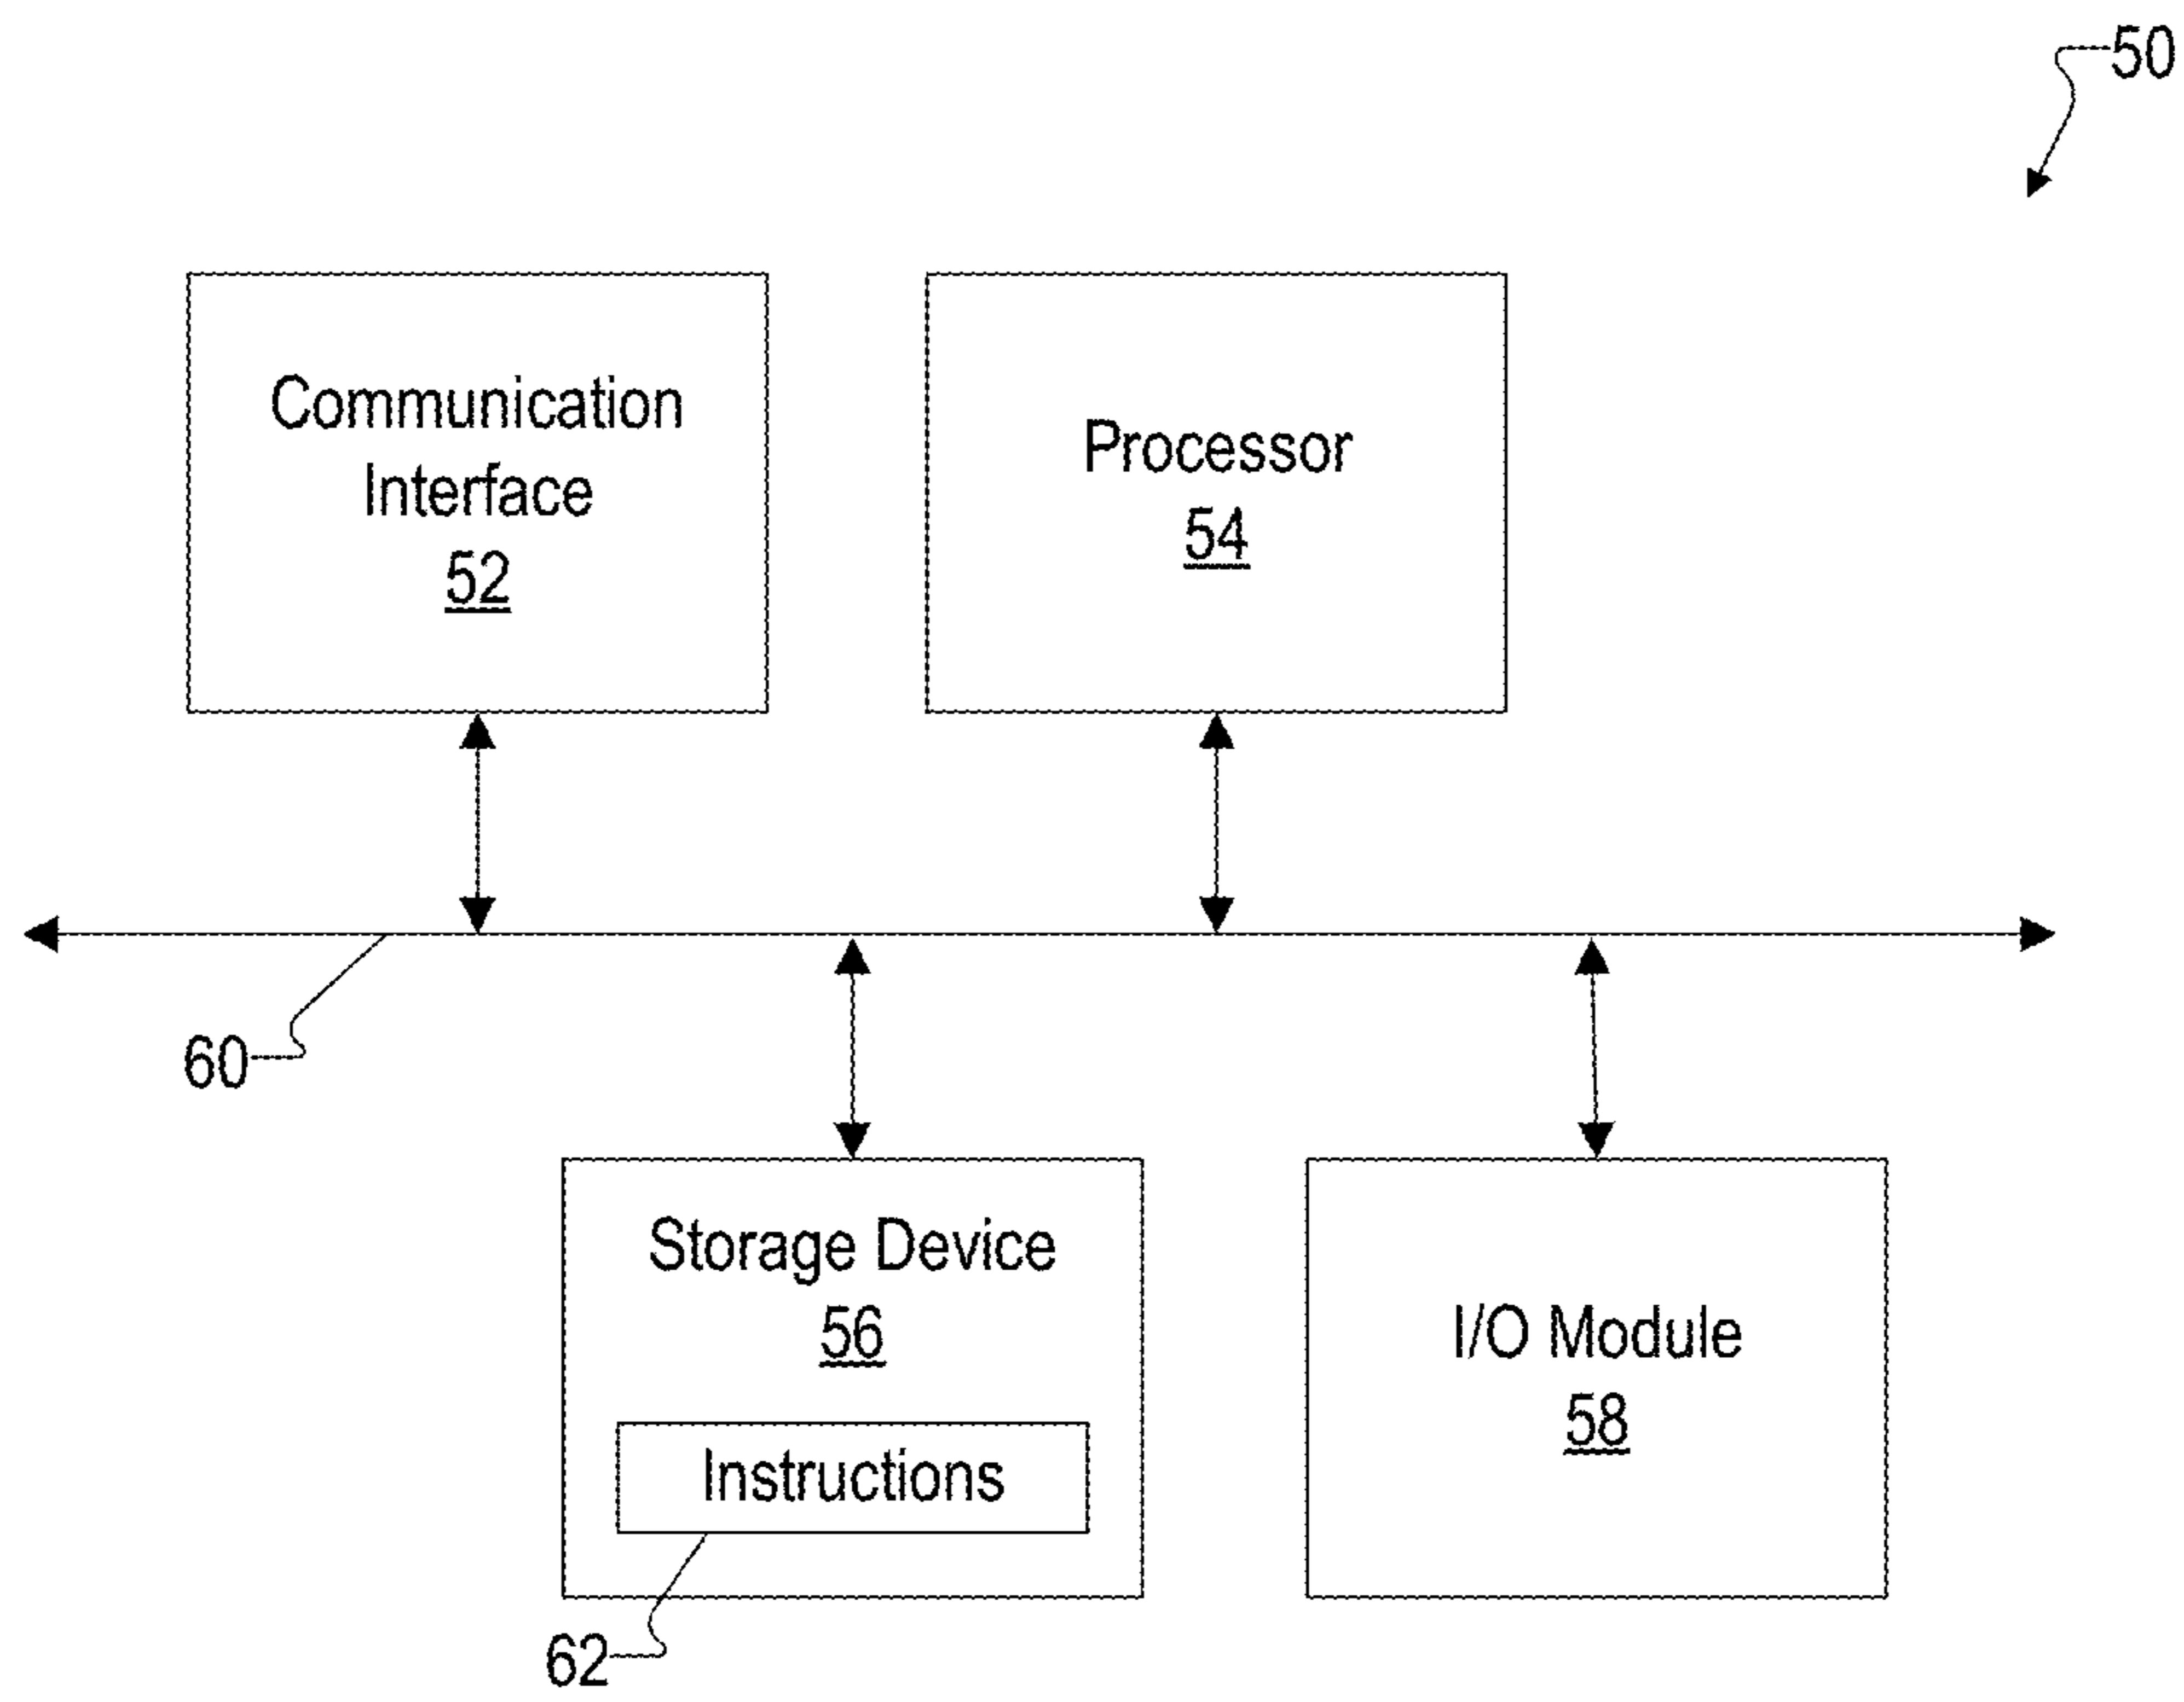 50
Communication
Interface
52
Processor
54
60
Storage Device
56
Instructions
62
I/O Module
58